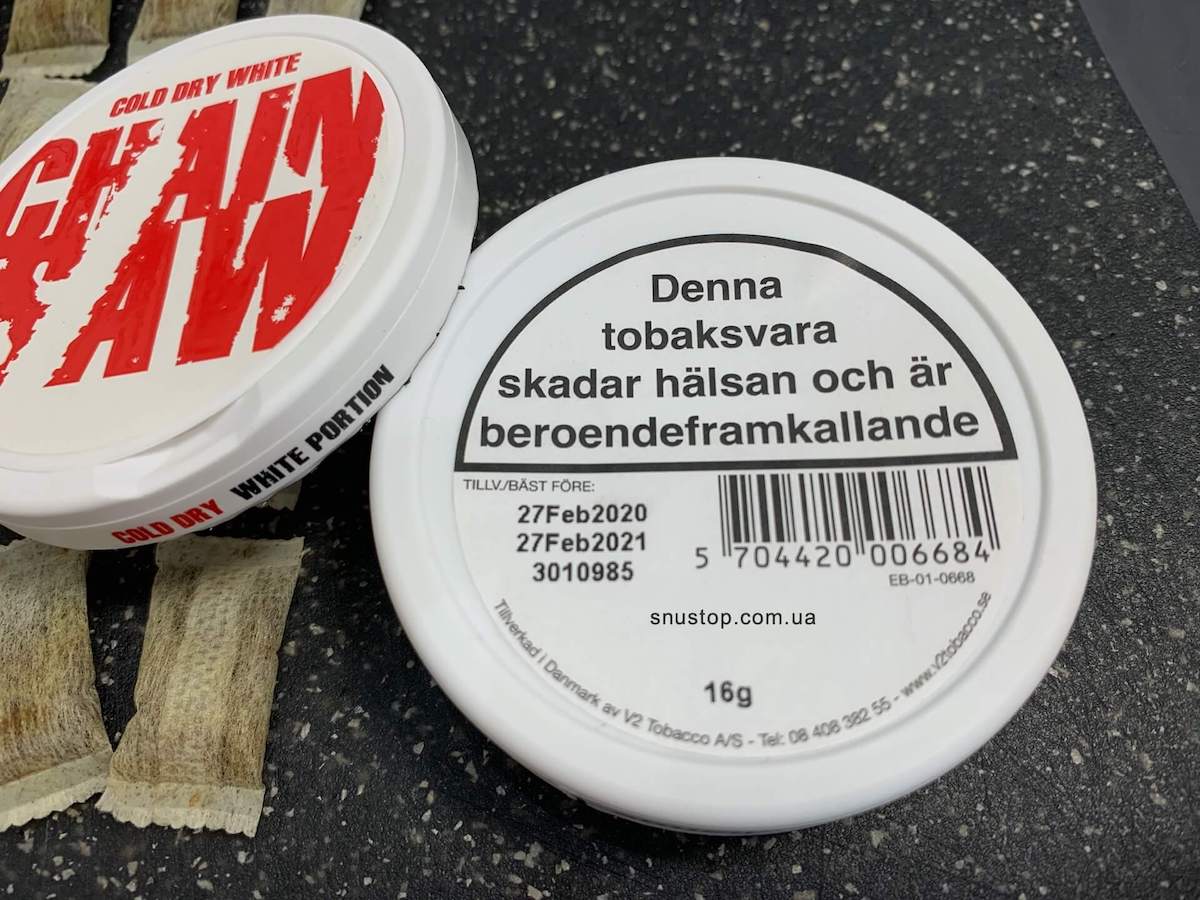 COLD DRY WHITE
CHAIN
SAW
COLD DRY WHITE PORTION
Denna
tobaksvara
skadar hälsan och är
beroendeframkallande
TILLV./BÄST FÖRE:
27Feb2020
27Feb2021
3010985
5 704420 006684
EB-01-0668
snustop.com.ua
16g
Tillverkad i Danmark av V2 Tobacco A/S - Tel: 08 408 382 55 - www.v2tobacco.se